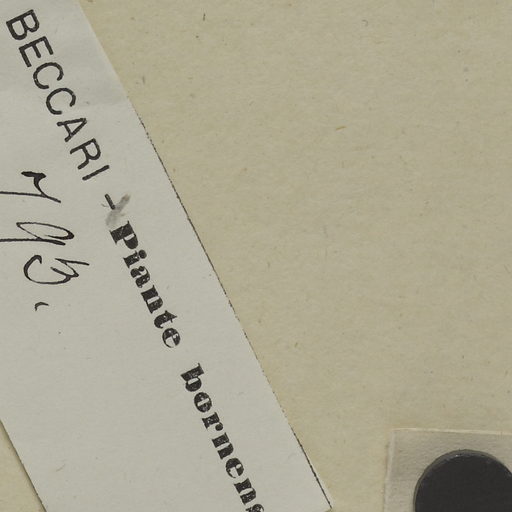 BECCARI - Piante bornens
793.